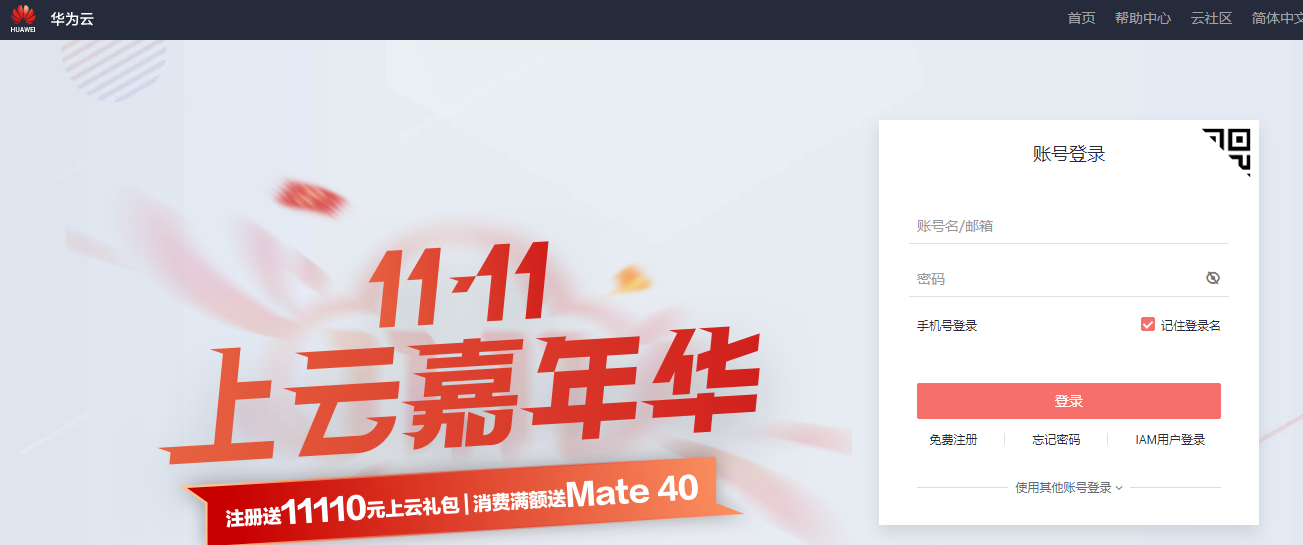 HUAWEI 华为云 首页 帮助中心 云社区 简体中文
账号登录
账号名/邮箱
密码
手机号登录 记住登录名
登录
免费注册 忘记密码 IAM用户登录
使用其他账号登录
11·11
上云嘉年华
注册送11110元上云礼包 | 消费满额送Mate 40